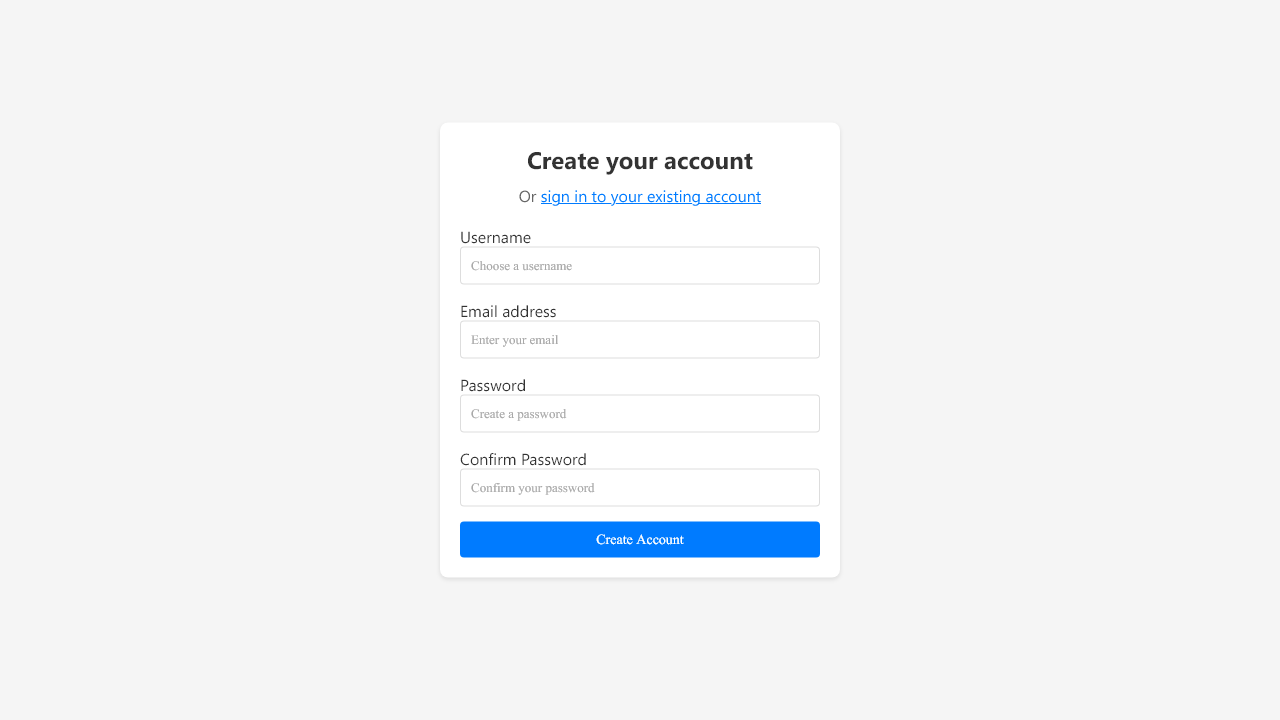 Create your account
Or sign in to your existing account
Username
Choose a username
Email address
Enter your email
Password
Create a password
Confirm Password
Confirm your password
Create Account